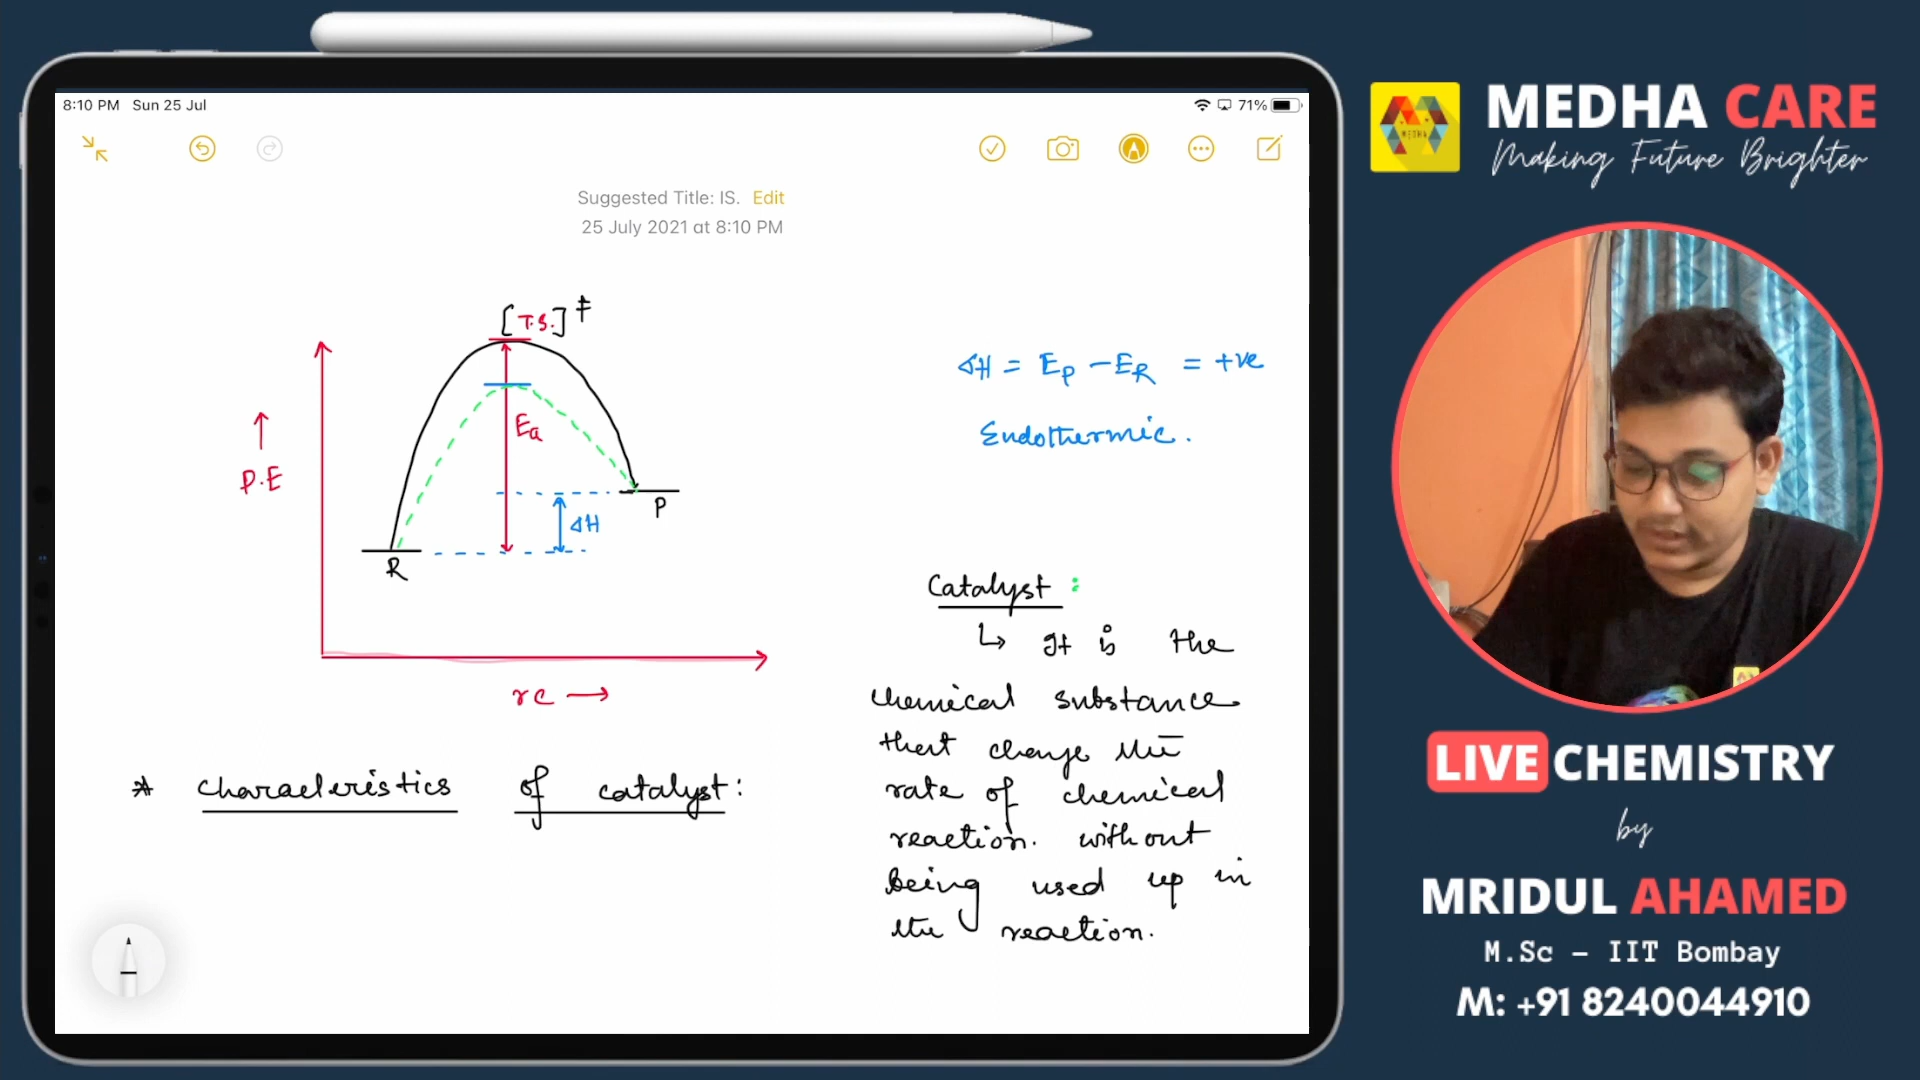 8:10 PM Sun 25 Jul
71%
Suggested Title: IS. Edit
25 July 2021 at 8:10 PM
[T.S.]‡
Ea
P.E
ΔH
P
R
rc →
ΔH = Ep - ER = +ve
Endothermic.
Catalyst :
↳ It is the
chemical substance
that change the
rate of chemical
reaction. without
being used up in
the reaction.
* characteristics of catalyst:
MEDHA CARE
Making Future Brighter
MEDHA
LIVE CHEMISTRY
by
MRIDUL AHAMED
M.Sc - IIT Bombay
M: +91 8240044910